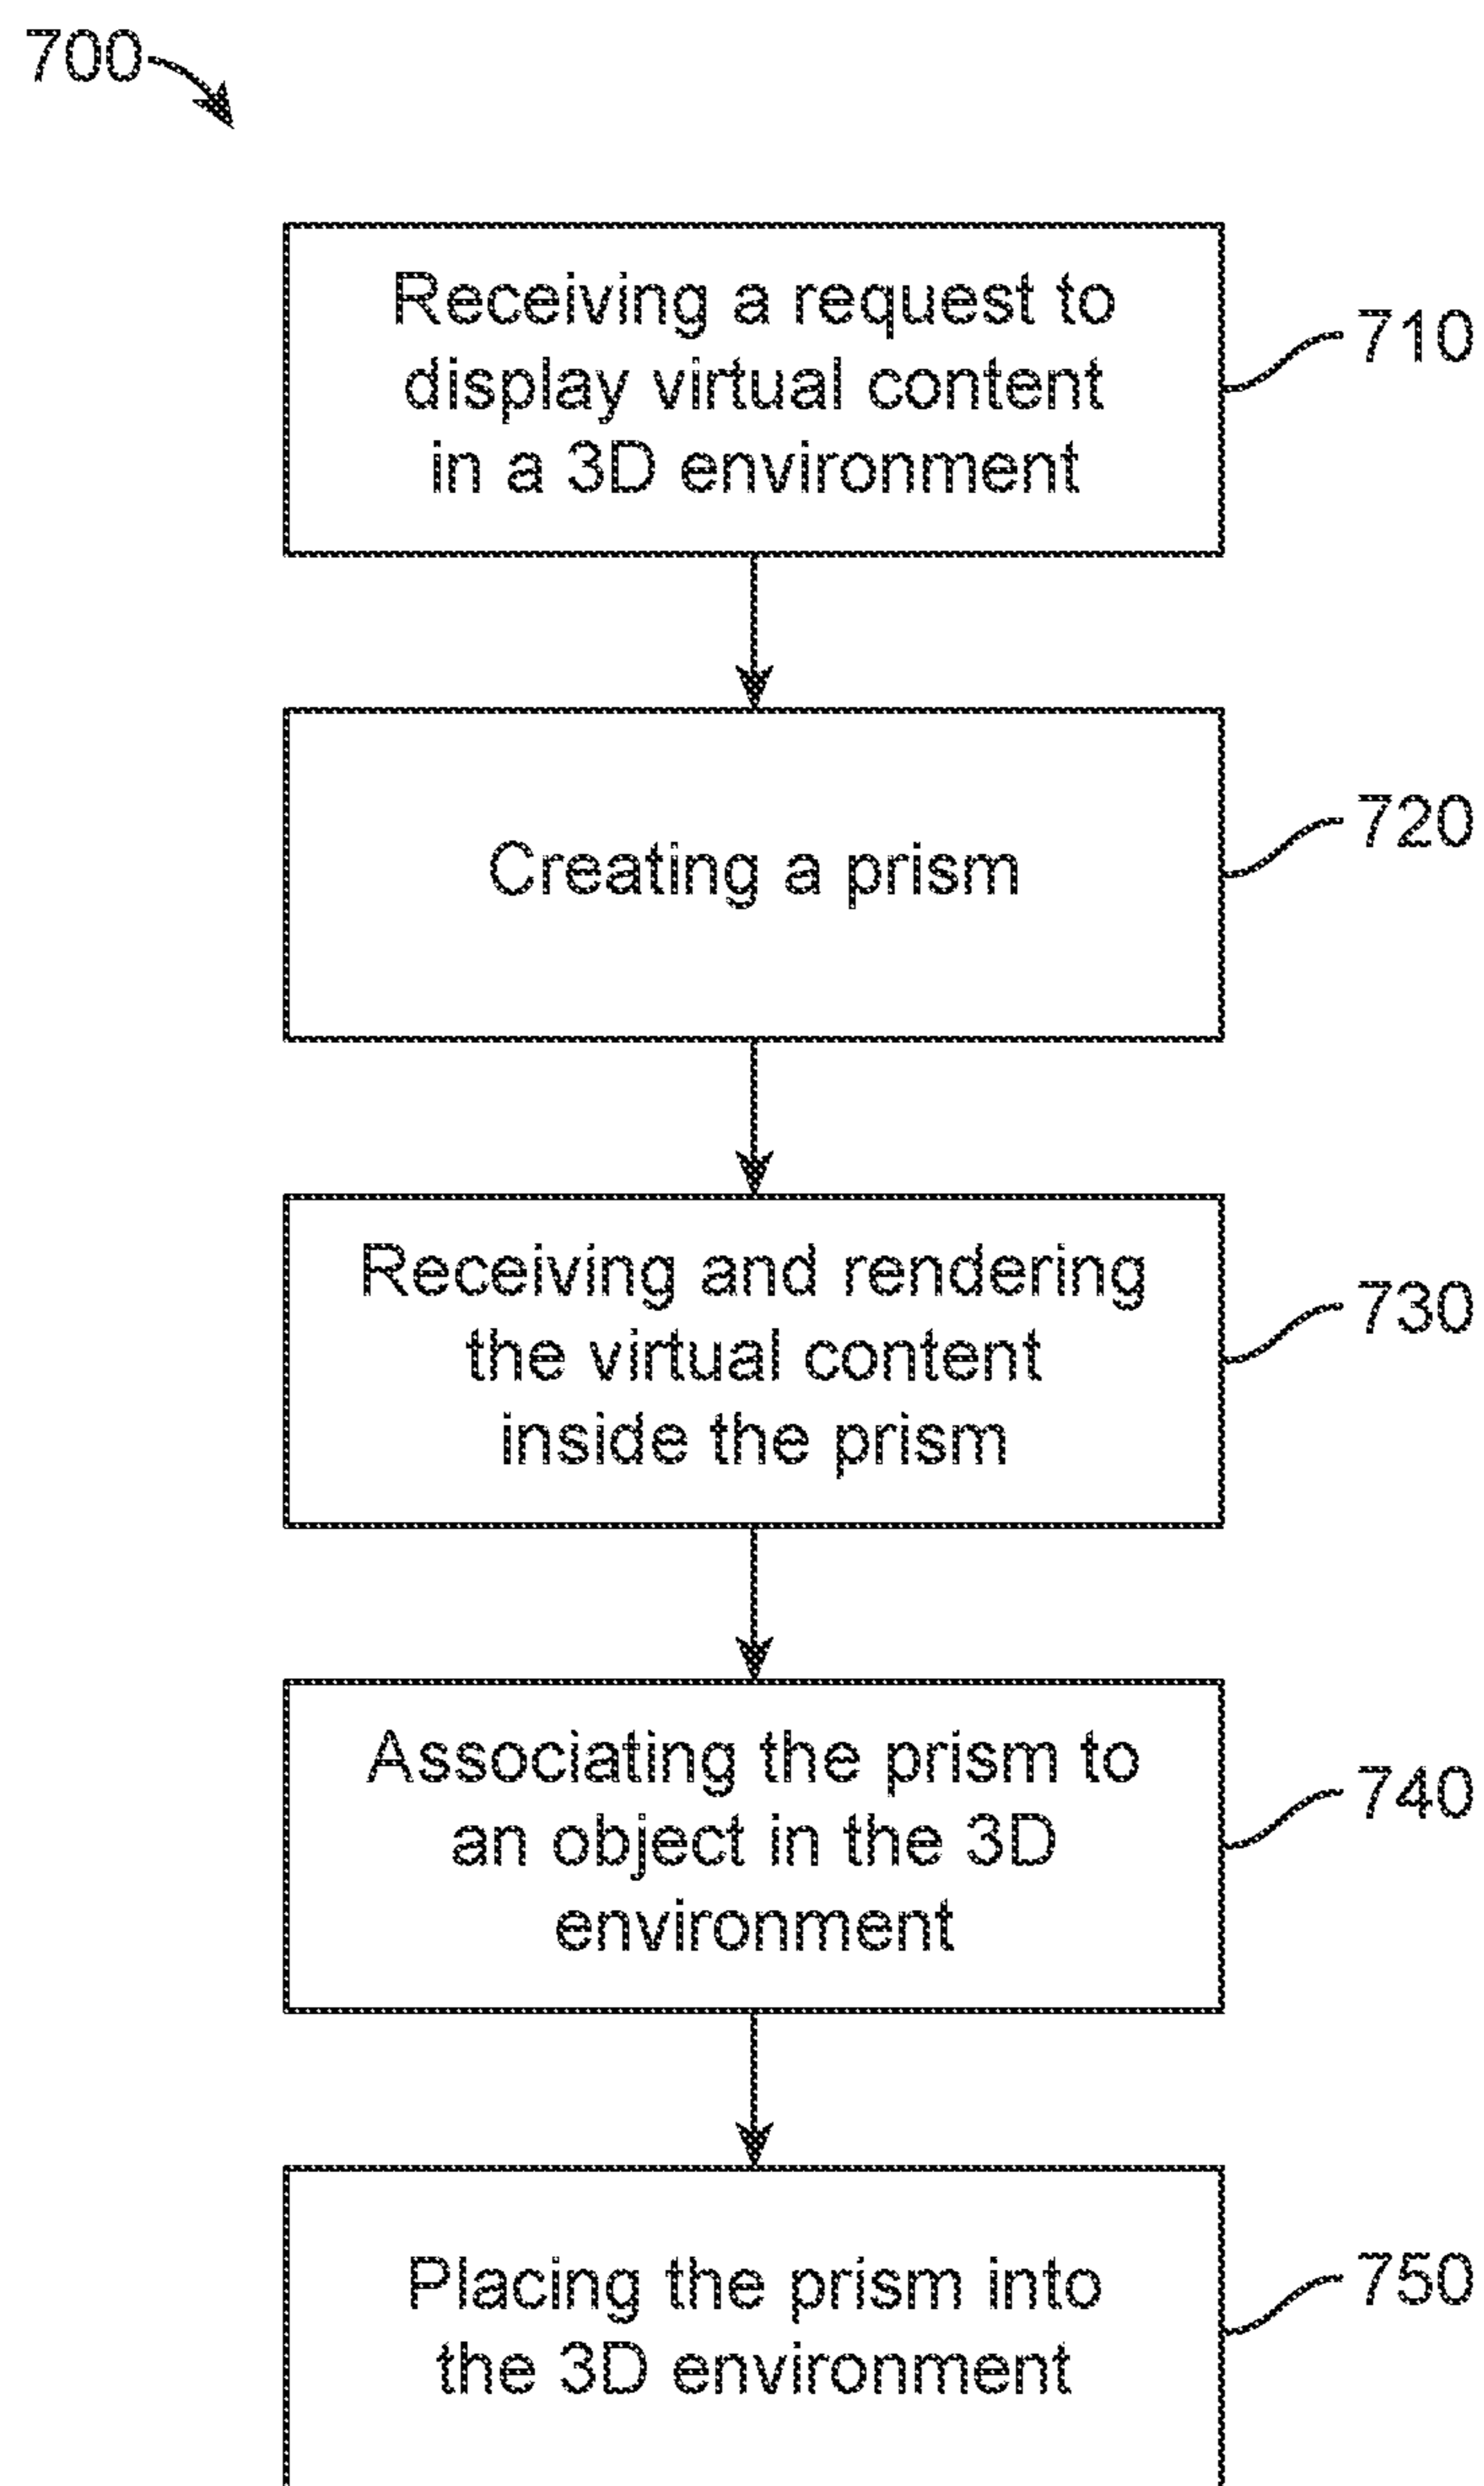 700
Receiving a request to
display virtual content
in a 3D environment
710
Creating a prism
720
Receiving and rendering
the virtual content
inside the prism
730
Associating the prism to
an object in the 3D
environment
740
Placing the prism into
the 3D environment
750